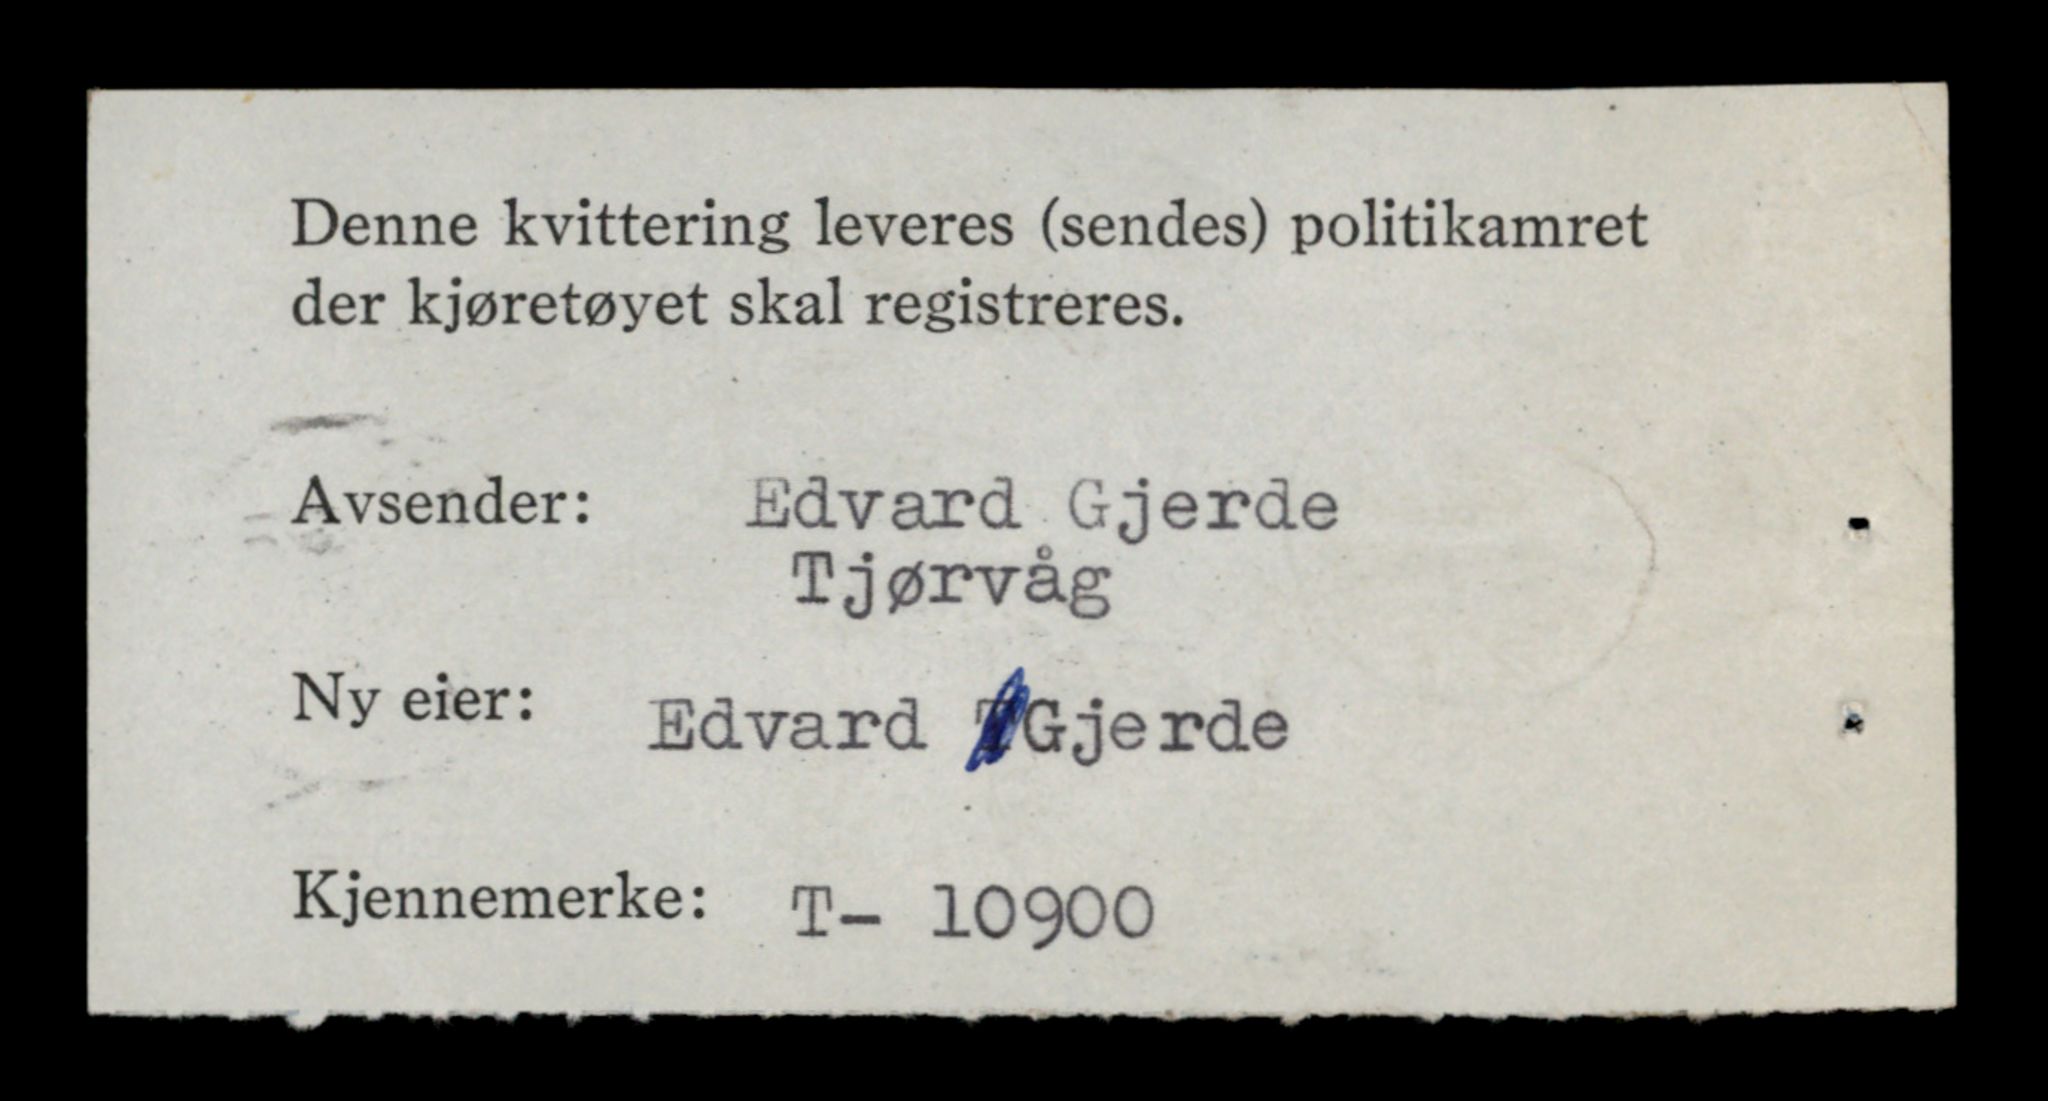 Denne kvittering leveres (sendes) politikamret
der kjøretøyet skal registreres.
Avsender: Edvard Gjerde
Tjørvåg
Ny eier: Edvard Gjerde
Kjennemerke: T- 10900